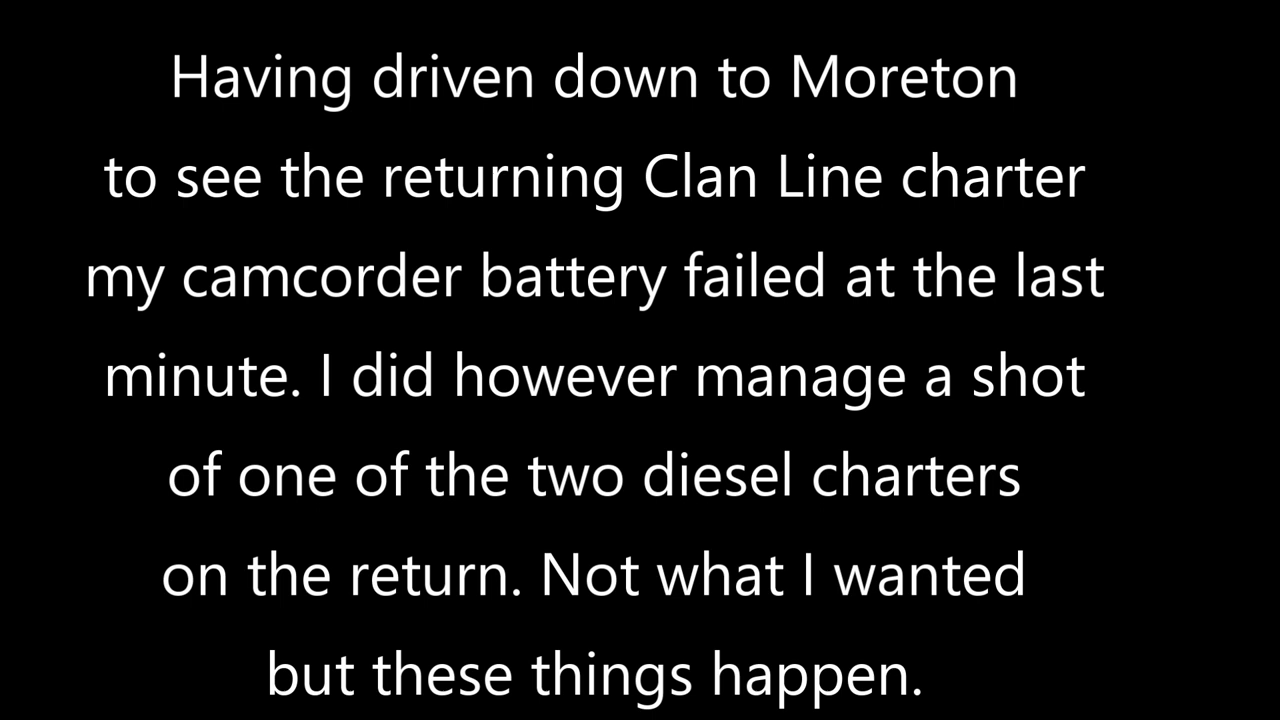 Having driven down to Moreton
to see the returning Clan Line charter
my camcorder battery failed at the last
minute. I did however manage a shot
of one of the two diesel charters
on the return. Not what I wanted
but these things happen.